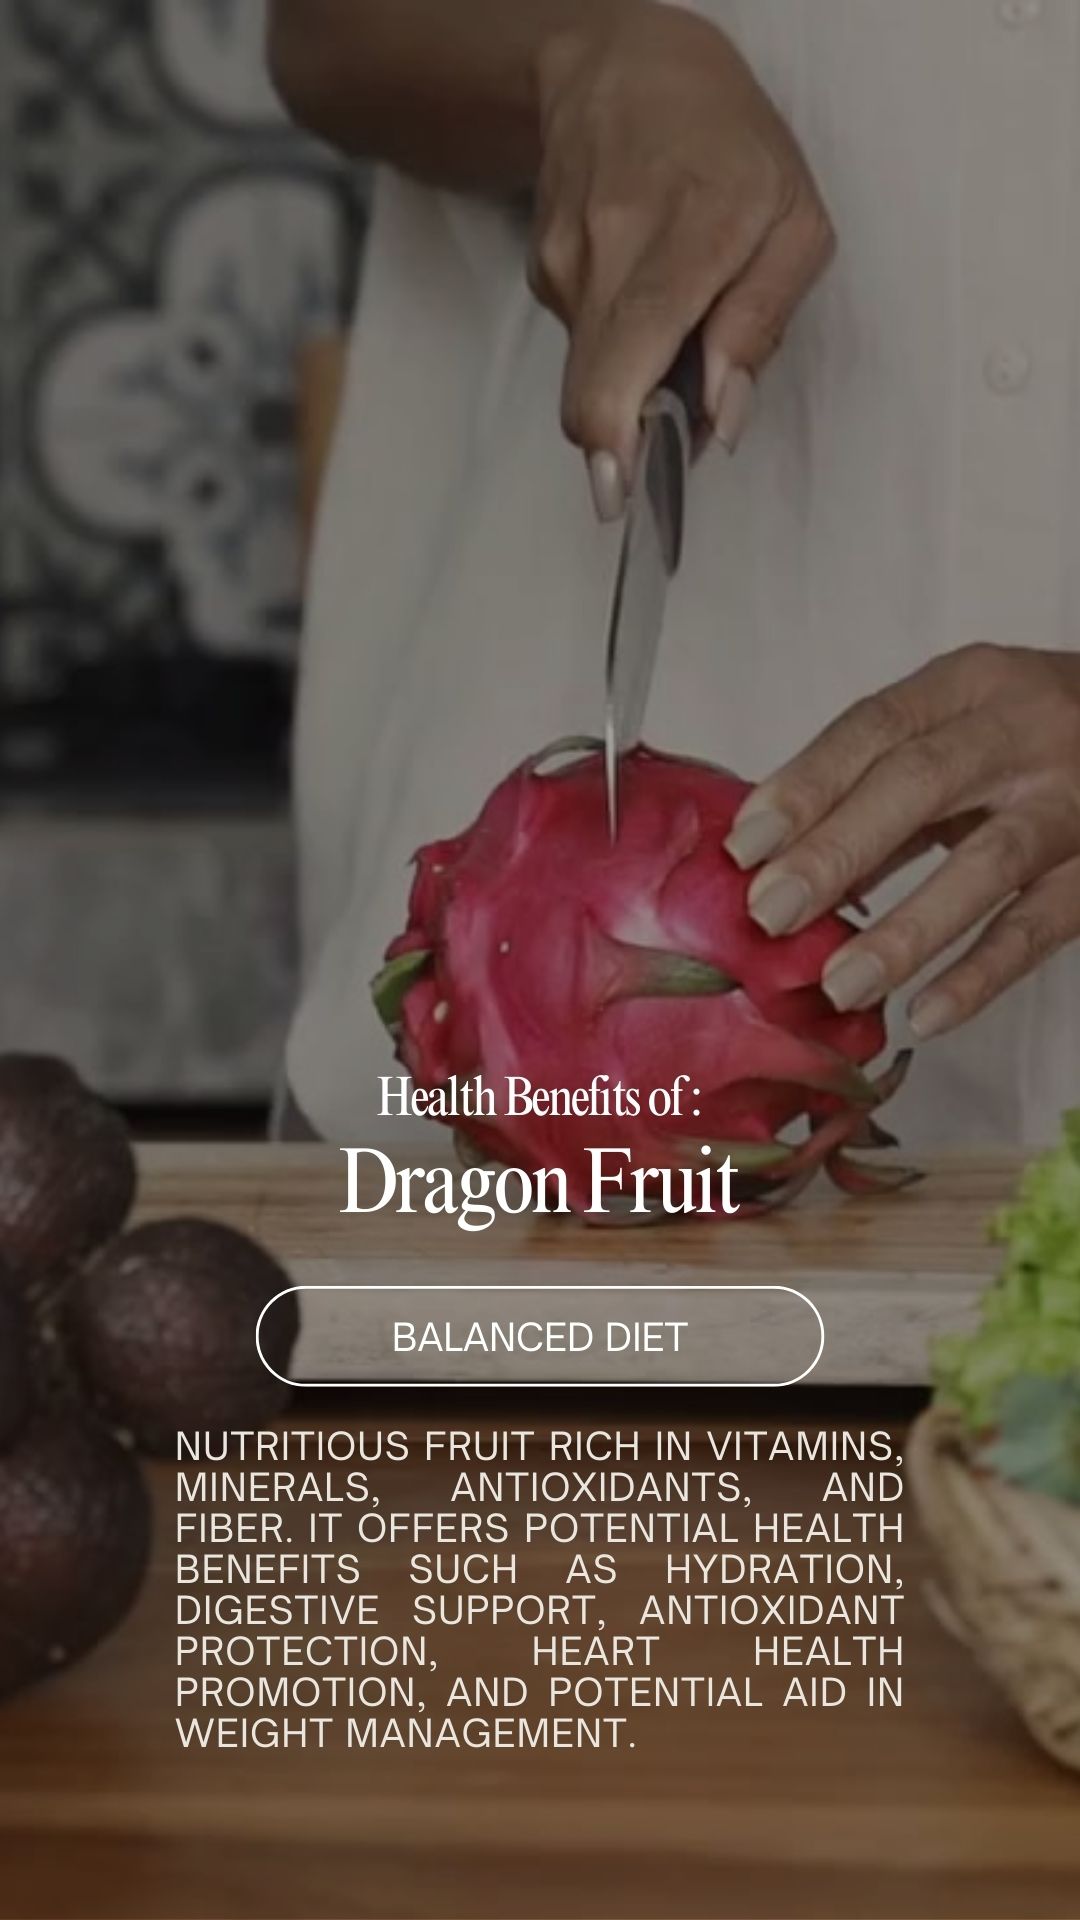 Health Benefits of :
Dragon Fruit
BALANCED DIET
NUTRITIOUS FRUIT RICH IN VITAMINS,
MINERALS, ANTIOXIDANTS, AND
FIBER. IT OFFERS POTENTIAL HEALTH
BENEFITS SUCH AS HYDRATION,
DIGESTIVE SUPPORT, ANTIOXIDANT
PROTECTION, HEART HEALTH
PROMOTION, AND POTENTIAL AID IN
WEIGHT MANAGEMENT.